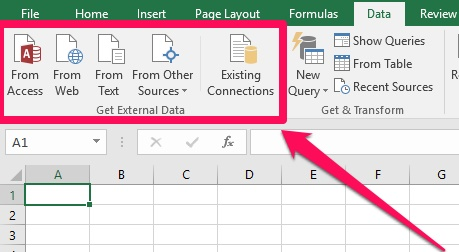 File Home Insert Page Layout Formulas Data Review
From Access
From Web
From Text
From Other Sources
Existing Connections
Get External Data
New Query
Show Queries
From Table
Recent Sources
Get & Transform
A1 fx
A B C D E F G
1
2
3